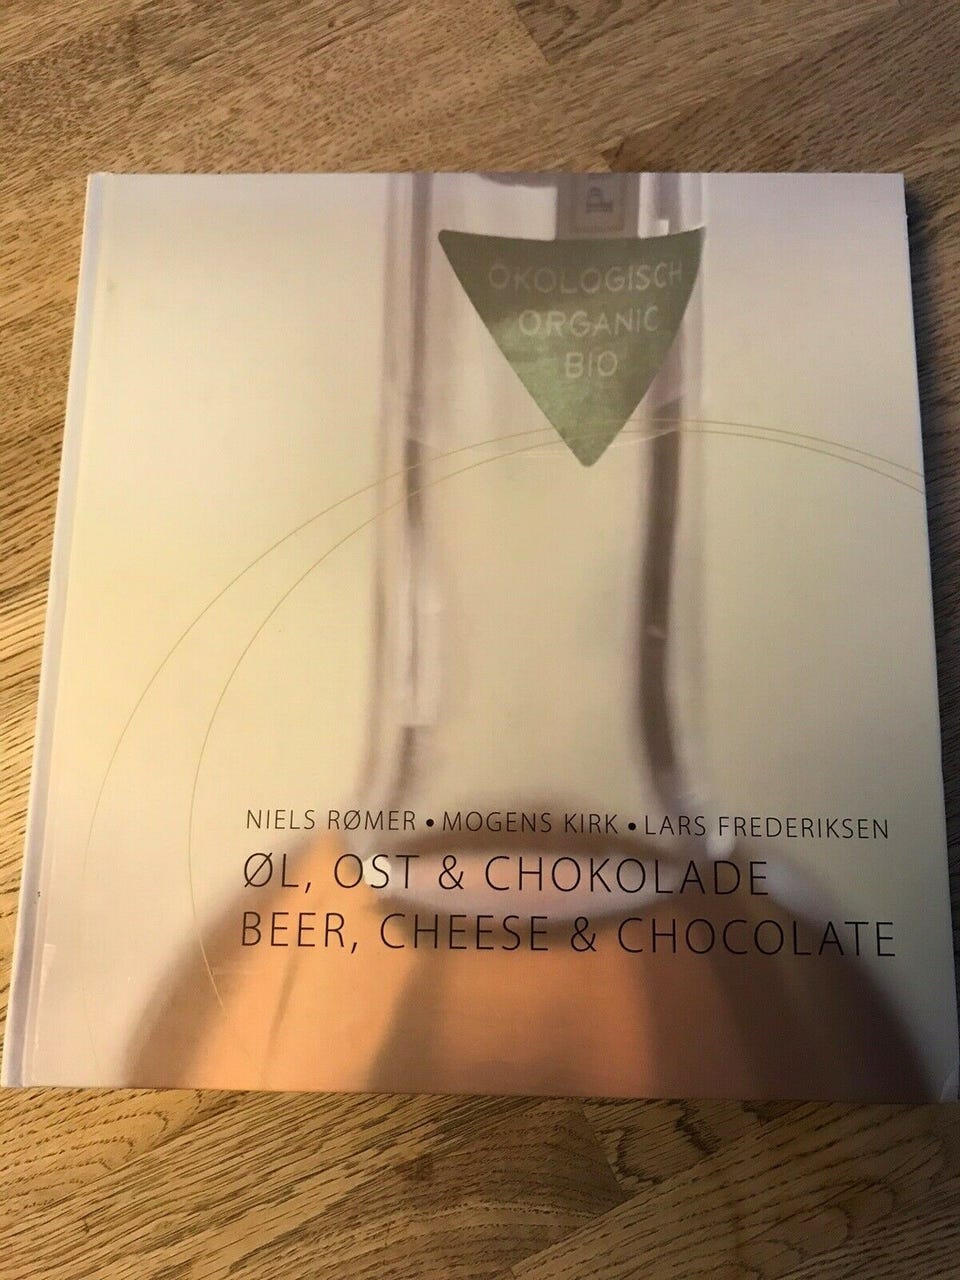 ÖKOLOGISCH
ORGANIC
BIO
NIELS RØMER • MOGENS KIRK • LARS FREDERIKSEN
ØL, OST & CHOKOLADE
BEER, CHEESE & CHOCOLATE